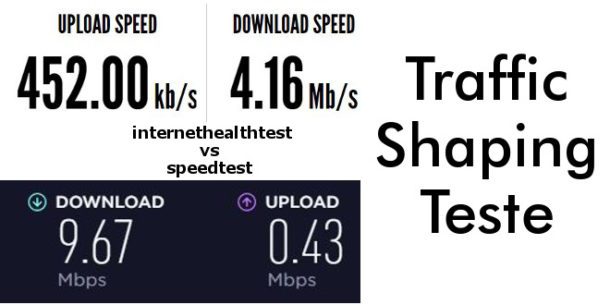 UPLOAD SPEED
452.00 kb/s
DOWNLOAD SPEED
4.16 Mb/s
internethealthtest
vs
speedtest
DOWNLOAD
9.67
Mbps
UPLOAD
0.43
Mbps
Traffic
Shaping
Teste